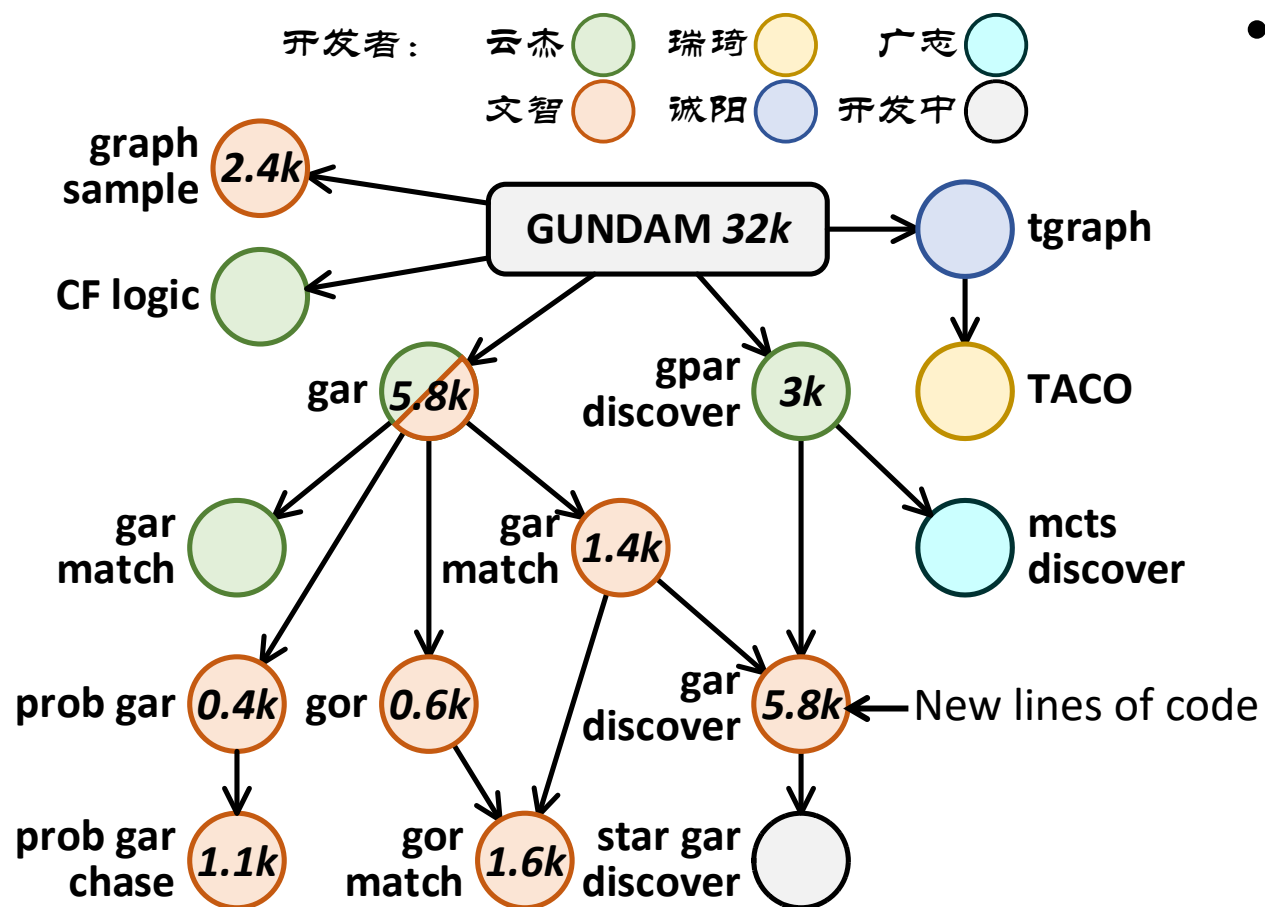 开发者： 云杰 瑞琦 广志
文智 诚阳 开发中
graph
sample
2.4k
GUNDAM 32k
tgraph
CF logic
gar
5.8k
gpar
discover
3k
TACO
gar
match
gar
match
1.4k
mcts
discover
prob gar
0.4k
gor
0.6k
gar
discover
5.8k
New lines of code
prob gar
chase
1.1k
gor
match
1.6k
star gar
discover